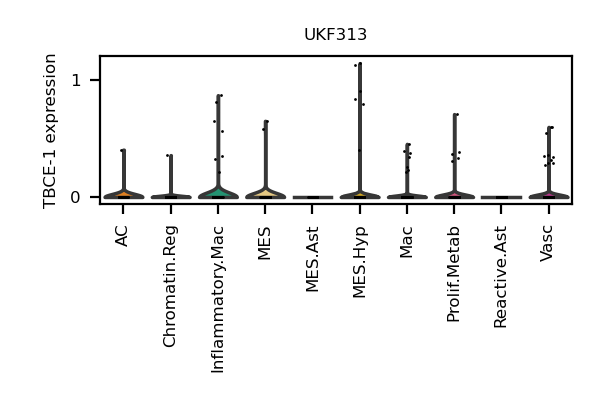 UKF313
TBCE-1 expression
1
0
AC
Chromatin.Reg
Inflammatory.Mac
MES
MES.Ast
MES.Hyp
Mac
Prolif.Metab
Reactive.Ast
Vasc